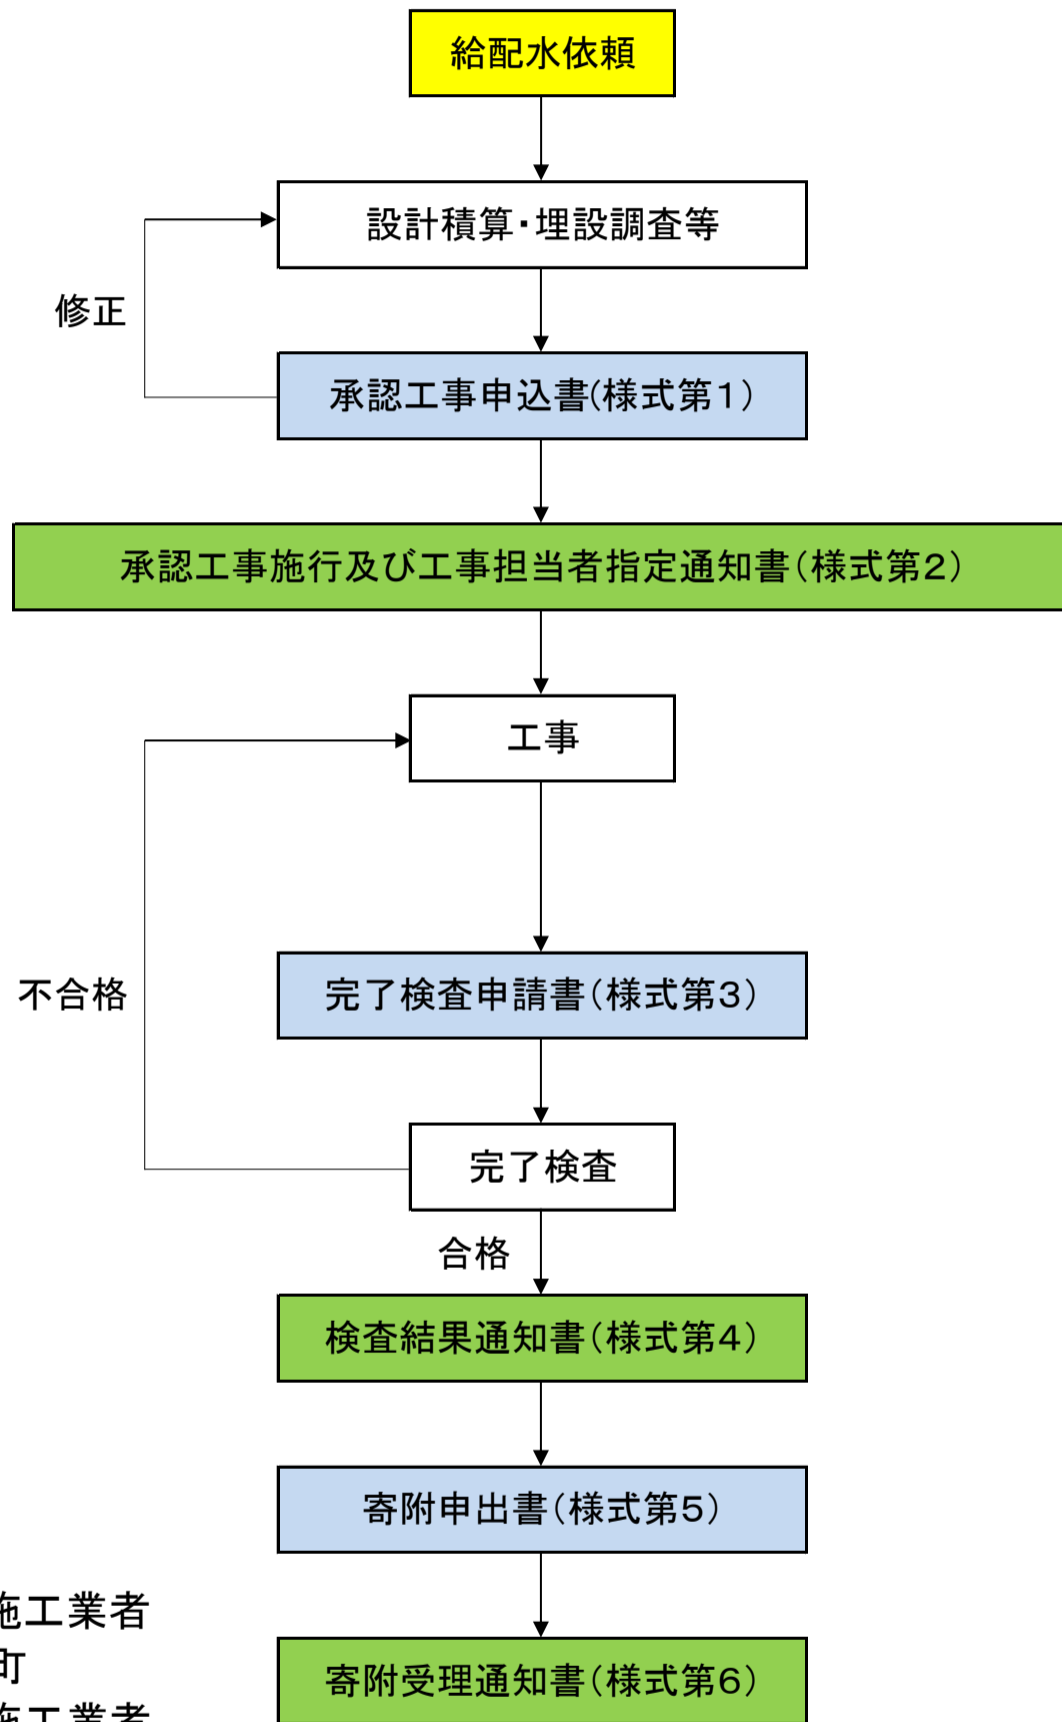 給配水依頼
設計積算・埋設調査等
修正
承認工事申込書(様式第1)
承認工事施行及び工事担当者指定通知書(様式第2)
工事
完了検査申請書(様式第3)
不合格
完了検査
合格
検査結果通知書(様式第4)
寄附申出書(様式第5)
施工業者
町
寄附受理通知書(様式第6)
施工業者